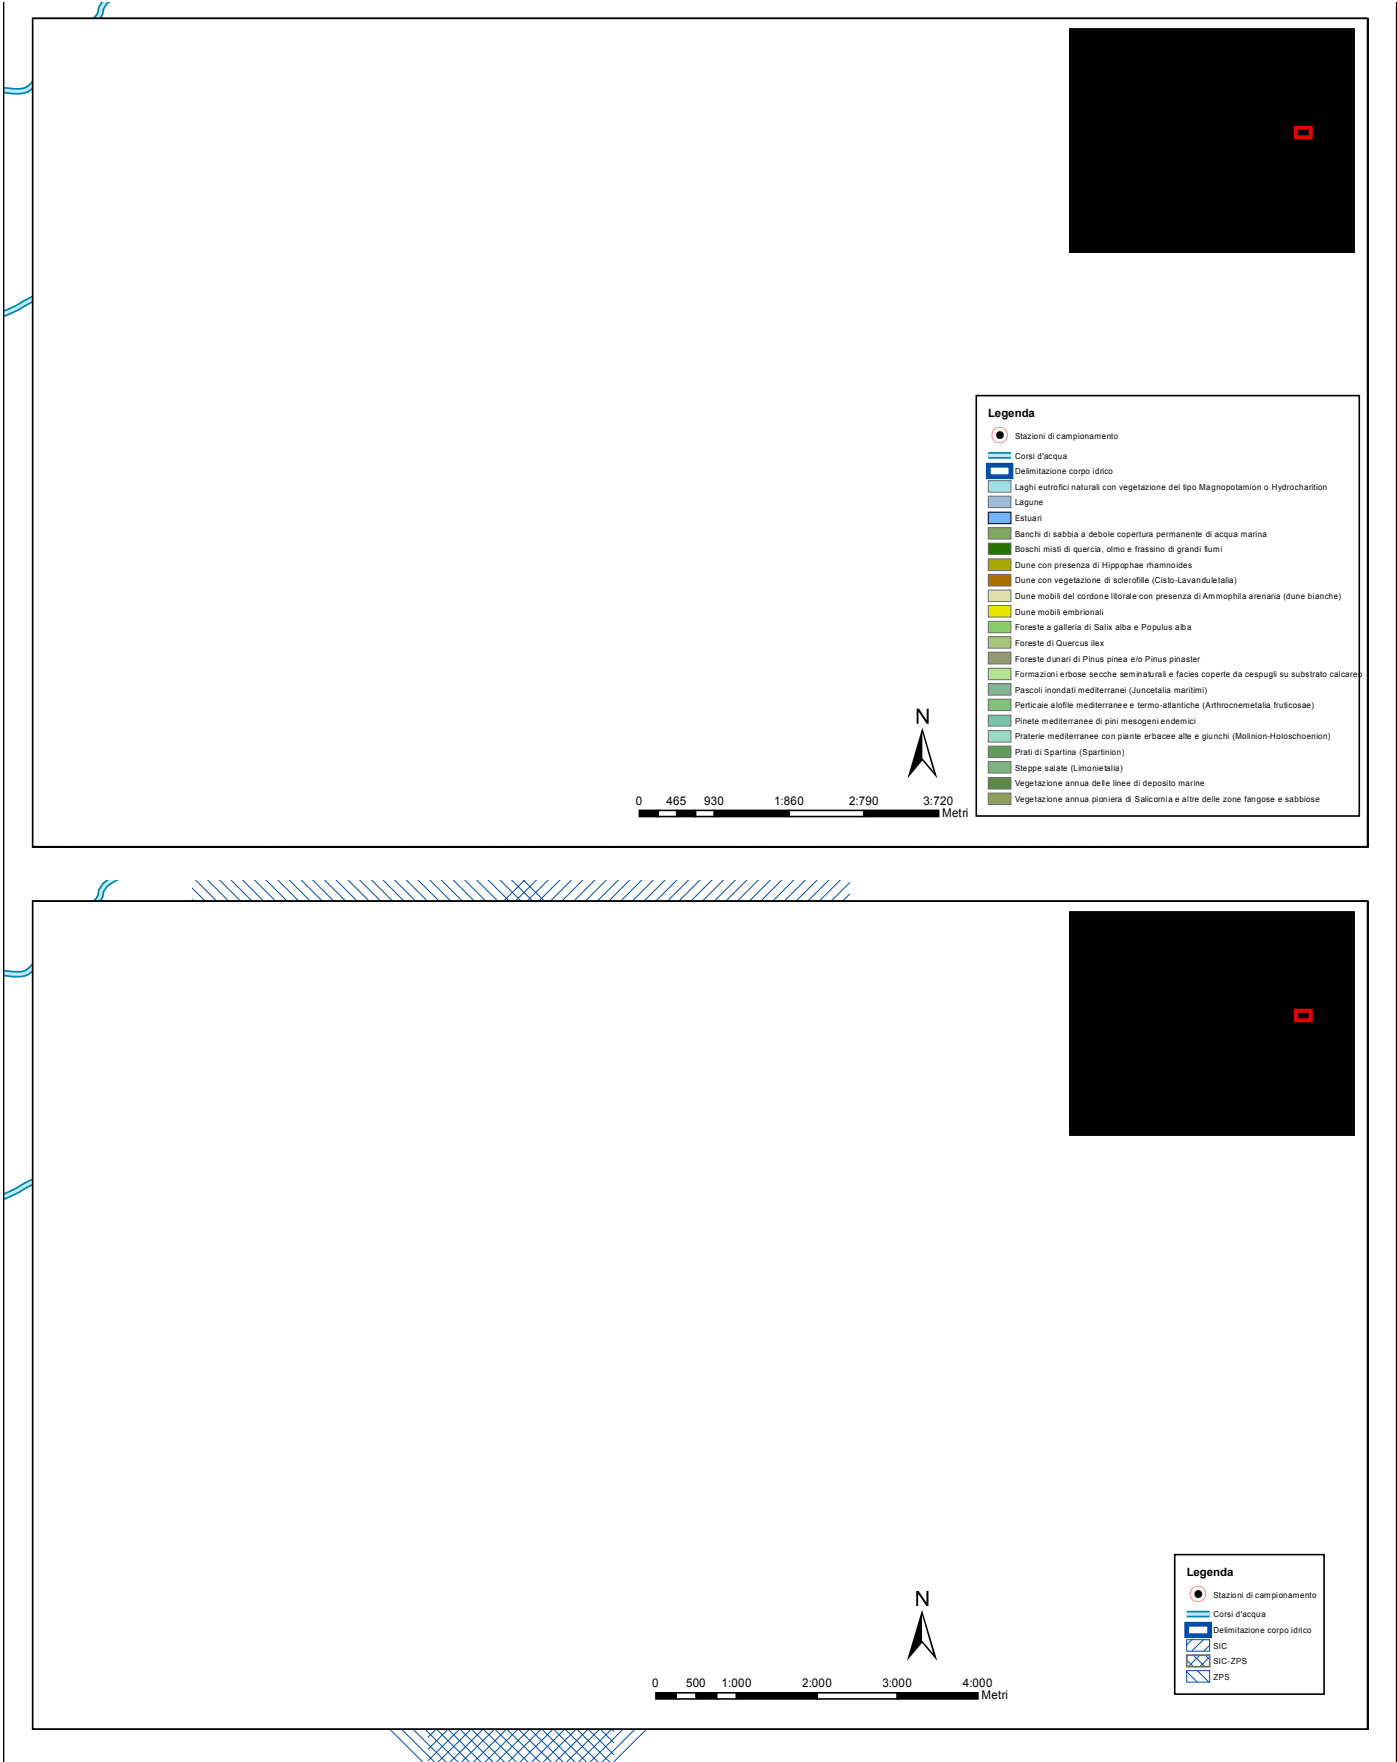 Legenda
Stazioni di campionamento
Corsi d'acqua
Delimitazione corpo idrico
Laghi eutrofici naturali con vegetazione del tipo Magnopotamion o Hydrocharition
Lagune
Estuari
Banchi di sabbia a debole copertura permanente di acqua marina
Boschi misti di quercia, olmo e frassino di grandi fiumi
Dune con presenza di Hippophae rhamnoides
Dune con vegetazione di sclerofille (Cisto-Lavanduletalia)
Dune mobili del cordone litorale con presenza di Ammophila arenaria (dune bianche)
Dune mobili embrionali
Foreste a galleria di Salix alba e Populus alba
Foreste di Quercus ilex
Foreste dunari di Pinus pinea e/o Pinus pinaster
Formazioni erbose secche seminaturali e facies coperte da cespugli su substrato calcareo
Pascoli inondati mediterranei (Juncetalia maritimi)
Perticaie alofile mediterranee e termo-atlantiche (Arthrocnemetalia fruticosae)
Pinete mediterranee di pini mesogeni endemici
Praterie mediterranee con piante erbacee alte e giunchi (Molinion-Holoschoenion)
Prati di Spartina (Spartinion)
Steppe salate (Limonietalia)
Vegetazione annua delle linee di deposito marine
Vegetazione annua pioniera di Salicornia e altre delle zone fangose e sabbiose
N
0 465 930 1:860 2:790 3:720
Metri
Legenda
Stazioni di campionamento
Corsi d'acqua
Delimitazione corpo idrico
SIC
SIC-ZPS
ZPS
N
0 500 1:000 2:000 3:000 4:000
Metri